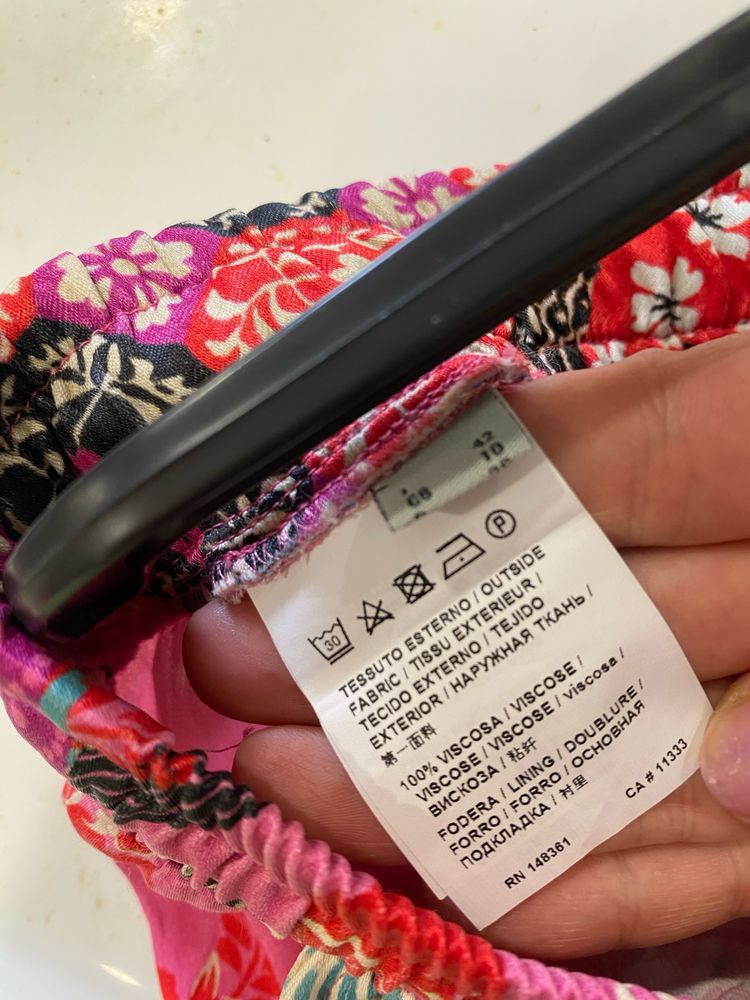 42
10
68
30
P
TESSUTO ESTERNO / OUTSIDE
FABRIC / TISSU EXTERIEUR /
TECIDO EXTERNO / TEJIDO
EXTERIOR / НАРУЖНАЯ ТКАНЬ /
第一面料
100% VISCOSA / VISCOSE /
VISCOSE / VISCOSE / viscosa /
ВИСКОЗА / 粘纤
FODERA / LINING / DOUBLURE /
FORRO / FORRO / ОСНОВНАЯ
ПОДКЛАДКА / 衬里
RN 148361
CA # 11333